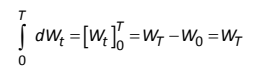 ∫₀ᵀ dWₜ = [Wₜ]₀ᵀ = W_T − W₀ = W_T